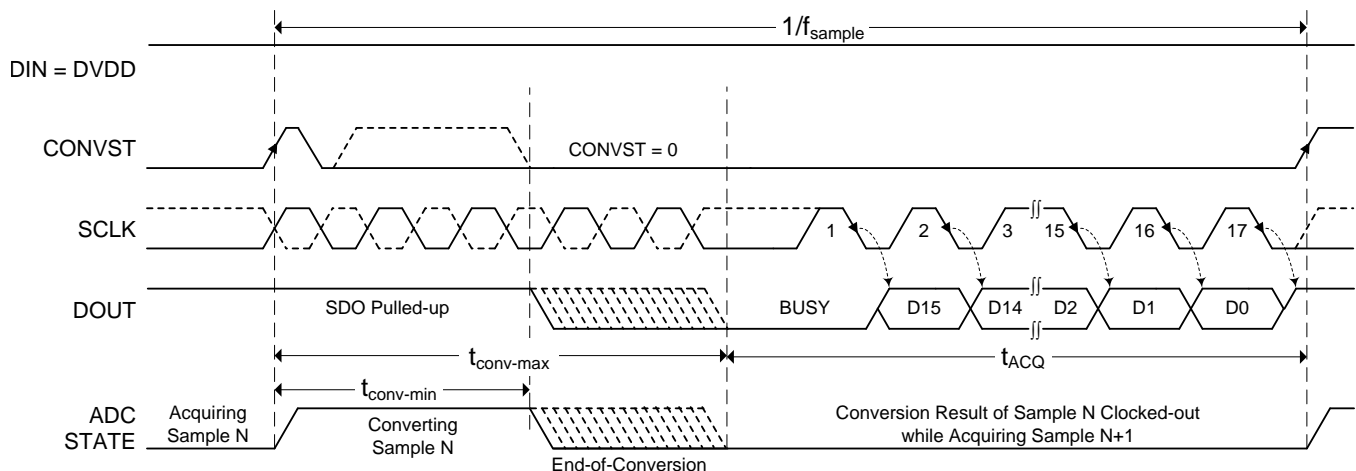 1/fsample
DIN = DVDD
CONVST
CONVST = 0
SCLK
1 2 3 ∫∫ 15 16 17
DOUT
SDO Pulled-up
BUSY D15 D14 ∫∫ D2 D1 D0
∫∫
tconv-max
tACQ
tconv-min
ADC
STATE
Acquiring
Sample N
Converting
Sample N
End-of-Conversion
Conversion Result of Sample N Clocked-out
while Acquiring Sample N+1